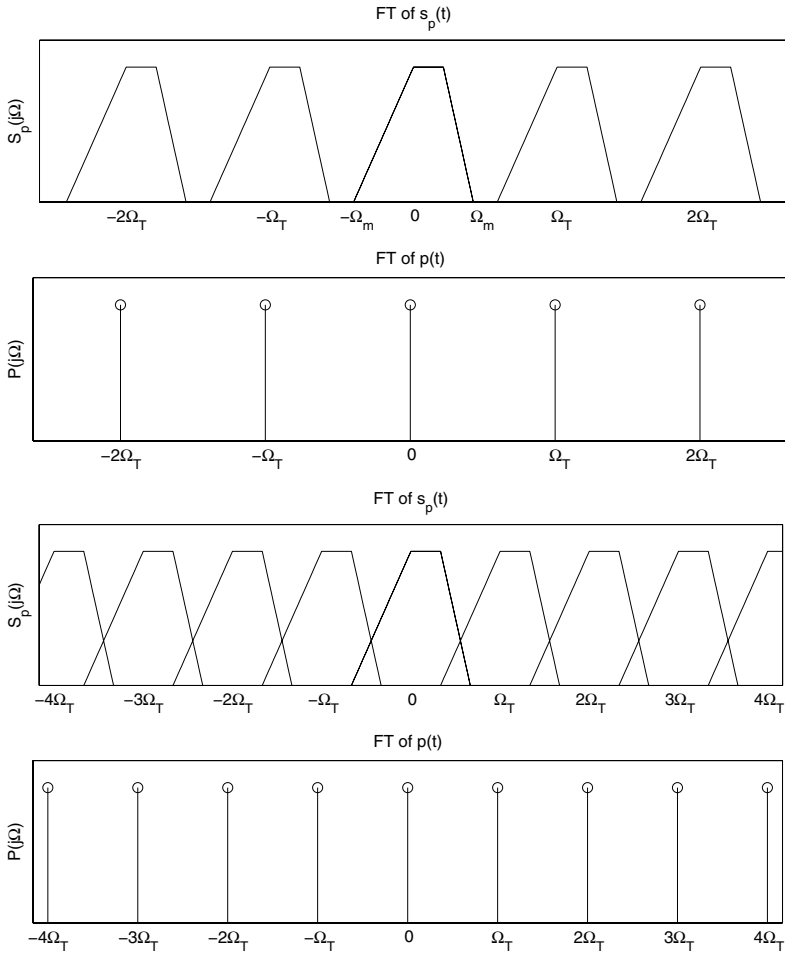 FT of s_p(t)
S_p(jΩ)
−2Ω_T −Ω_T −Ω_m 0 Ω_m Ω_T 2Ω_T
FT of p(t)
P(jΩ)
−2Ω_T −Ω_T 0 Ω_T 2Ω_T
FT of s_p(t)
S_p(jΩ)
−4Ω_T −3Ω_T −2Ω_T −Ω_T 0 Ω_T 2Ω_T 3Ω_T 4Ω_T
FT of p(t)
P(jΩ)
−4Ω_T −3Ω_T −2Ω_T −Ω_T 0 Ω_T 2Ω_T 3Ω_T 4Ω_T